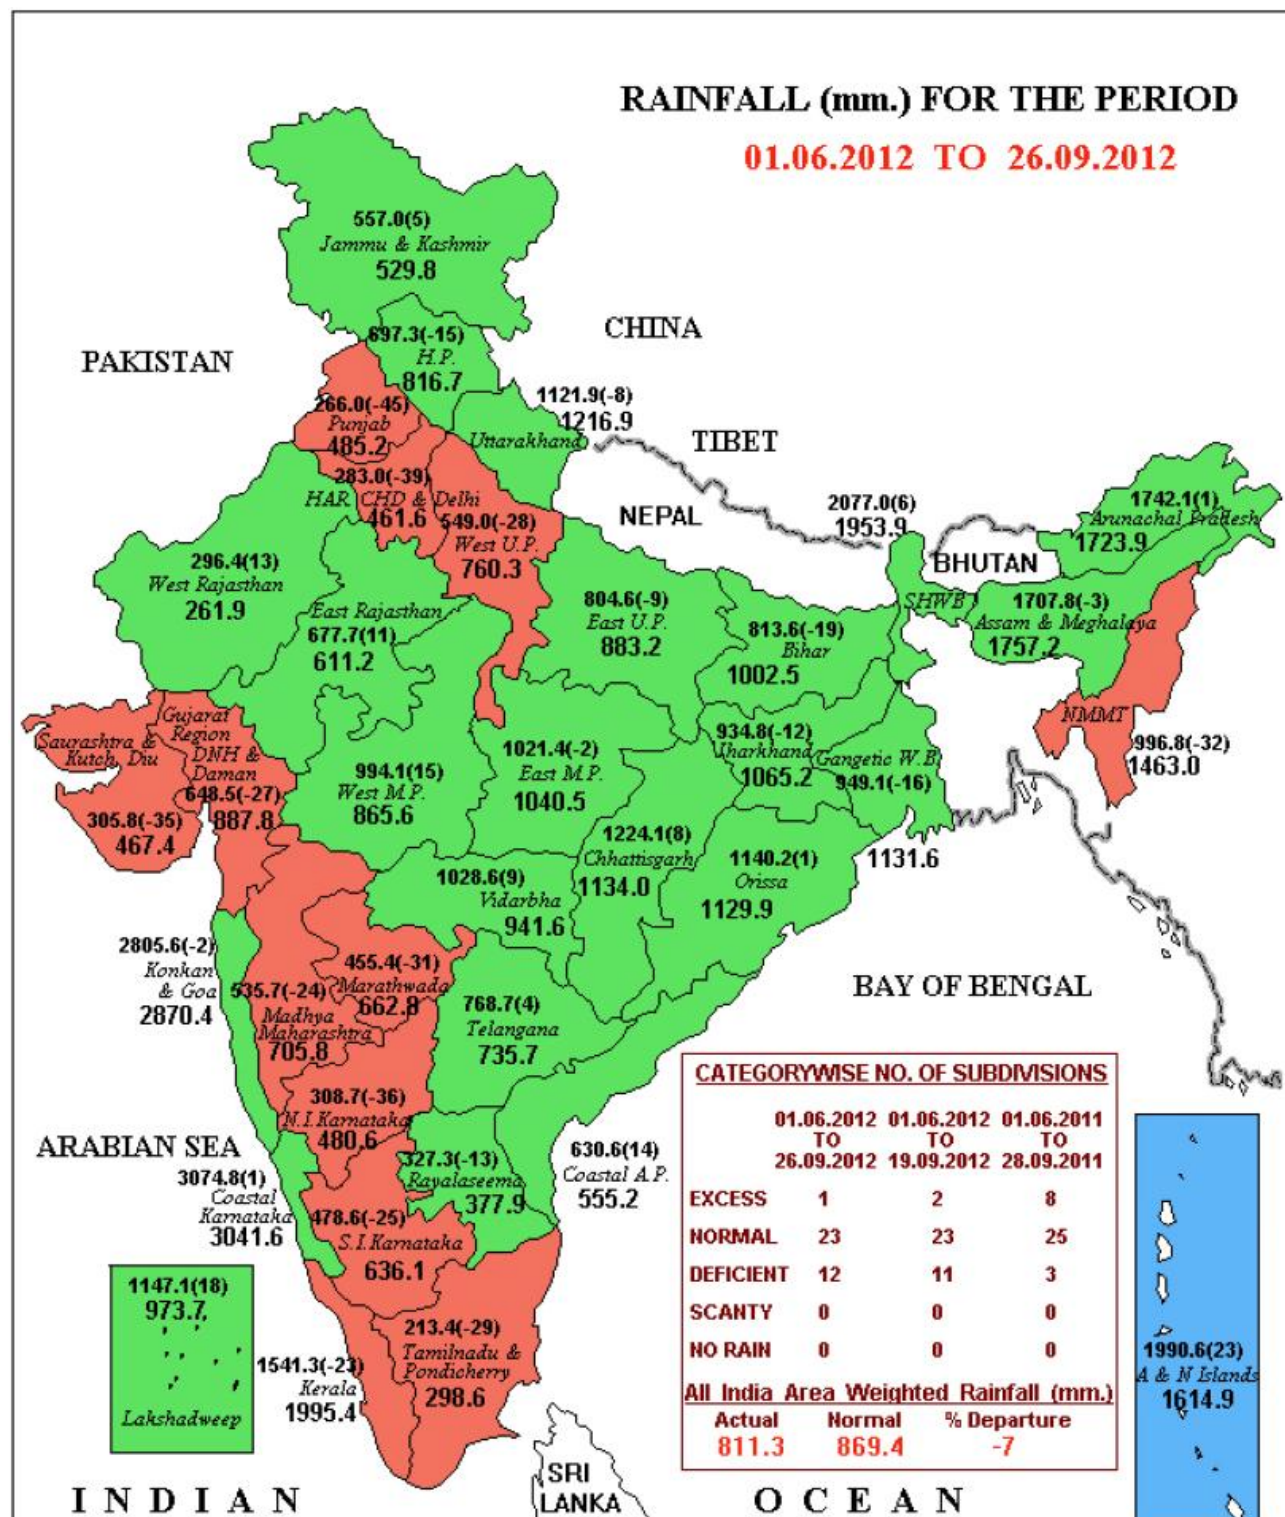 RAINFALL (mm.) FOR THE PERIOD
01.06.2012 TO 26.09.2012
557.0(5)
Jammu & Kashmir
529.8
CHINA
697.3(-15)
H.P.
816.7
PAKISTAN
1121.9(-8)
1216.9
Uttarakhand
266.0(-45)
Punjab
485.2
TIBET
283.0(-39)
HAR CHD & Delhi
461.6
549.0(-28)
West U.P.
760.3
NEPAL
2077.0(6)
1953.9
SHWB
BHUTAN
1742.1(1)
Arunachal Pradesh
1723.9
296.4(13)
West Rajasthan
261.9
East Rajasthan
677.7(11)
611.2
804.6(-9)
East U.P.
883.2
813.6(-19)
Bihar
1002.5
1707.8(-3)
Assam & Meghalaya
1757.2
NMMT
996.8(-32)
1463.0
Saurashtra &
Kutch, Diu
305.8(-35)
467.4
Gujarat
Region
DNH &
Daman
648.5(-27)
887.8
994.1(15)
West M.P.
865.6
1021.4(-2)
East M.P.
1040.5
934.8(-12)
Jharkhand
1065.2
Gangetic W.B.
949.1(-16)
1131.6
1028.6(9)
Vidarbha
941.6
1224.1(8)
Chhattisgarh
1134.0
1140.2(1)
Orissa
1129.9
2805.6(-2)
Konkan
& Goa
2870.4
535.7(-24)
Madhya
Maharashtra
705.8
455.4(-31)
Marathwada
662.8
768.7(4)
Telangana
735.7
BAY OF BENGAL
308.7(-36)
N.I.Karnataka
480.6
ARABIAN SEA
3074.8(1)
Coastal
Karnataka
3041.6
327.3(-13)
Rayalaseema
377.9
630.6(14)
Coastal A.P.
555.2
478.6(-25)
S.I.Karnataka
636.1
1147.1(18)
973.7
Lakshadweep
1541.3(-23)
Kerala
1995.4
213.4(-29)
Tamilnadu &
Pondicherry
298.6
CATEGORYWISE NO. OF SUBDIVISIONS
01.06.2012 01.06.2012 01.06.2011
TO TO TO
26.09.2012 19.09.2012 28.09.2011
EXCESS 1 2 8
NORMAL 23 23 25
DEFICIENT 12 11 3
SCANTY 0 0 0
NO RAIN 0 0 0
All India Area Weighted Rainfall (mm.)
Actual Normal % Departure
811.3 869.4 -7
1990.6(23)
A & N Islands
1614.9
SRI
LANKA
INDIAN OCEAN